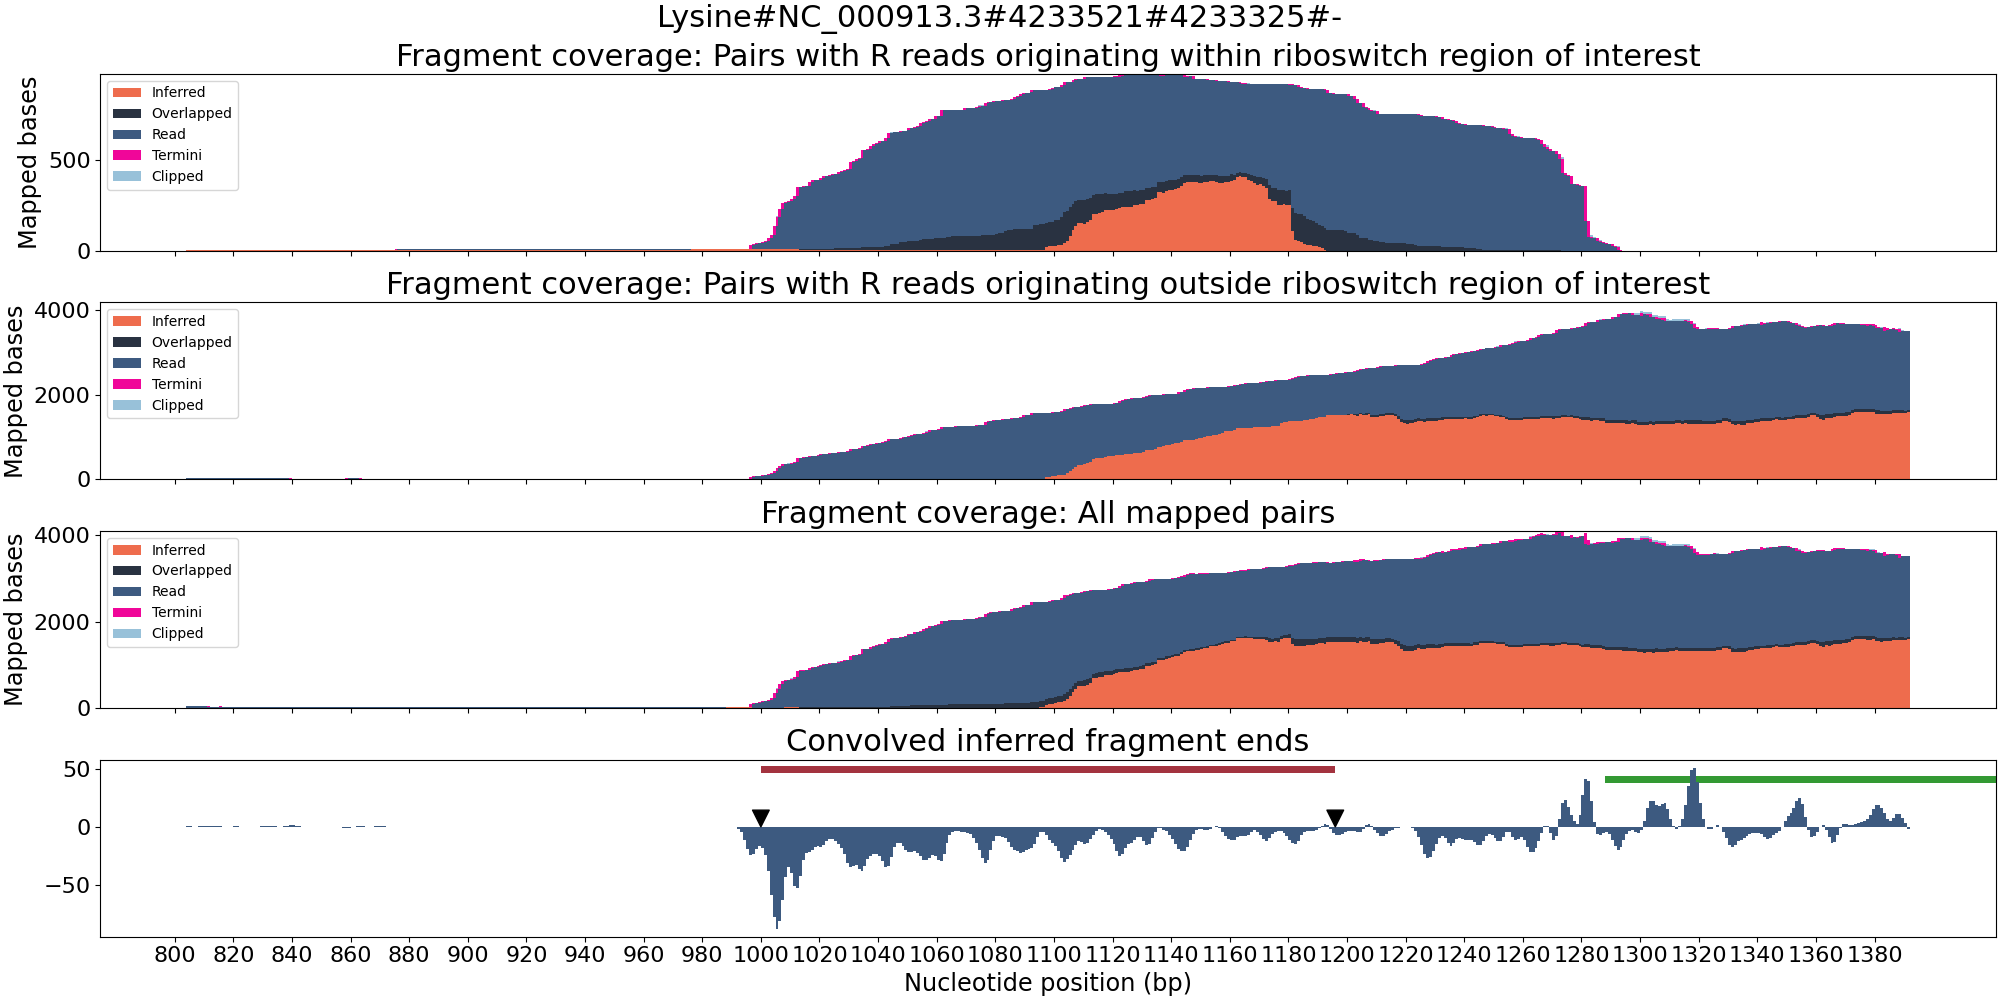 Lysine#NC_000913.3#4233521#4233325#-
Fragment coverage: Pairs with R reads originating within riboswitch region of interest
Mapped bases
500
0
Inferred
Overlapped
Read
Termini
Clipped
Fragment coverage: Pairs with R reads originating outside riboswitch region of interest
Mapped bases
4000
2000
0
Inferred
Overlapped
Read
Termini
Clipped
Fragment coverage: All mapped pairs
Mapped bases
4000
2000
0
Inferred
Overlapped
Read
Termini
Clipped
Convolved inferred fragment ends
50
0
−50
800 820 840 860 880 900 920 940 960 980 1000 1020 1040 1060 1080 1100 1120 1140 1160 1180 1200 1220 1240 1260 1280 1300 1320 1340 1360 1380
Nucleotide position (bp)